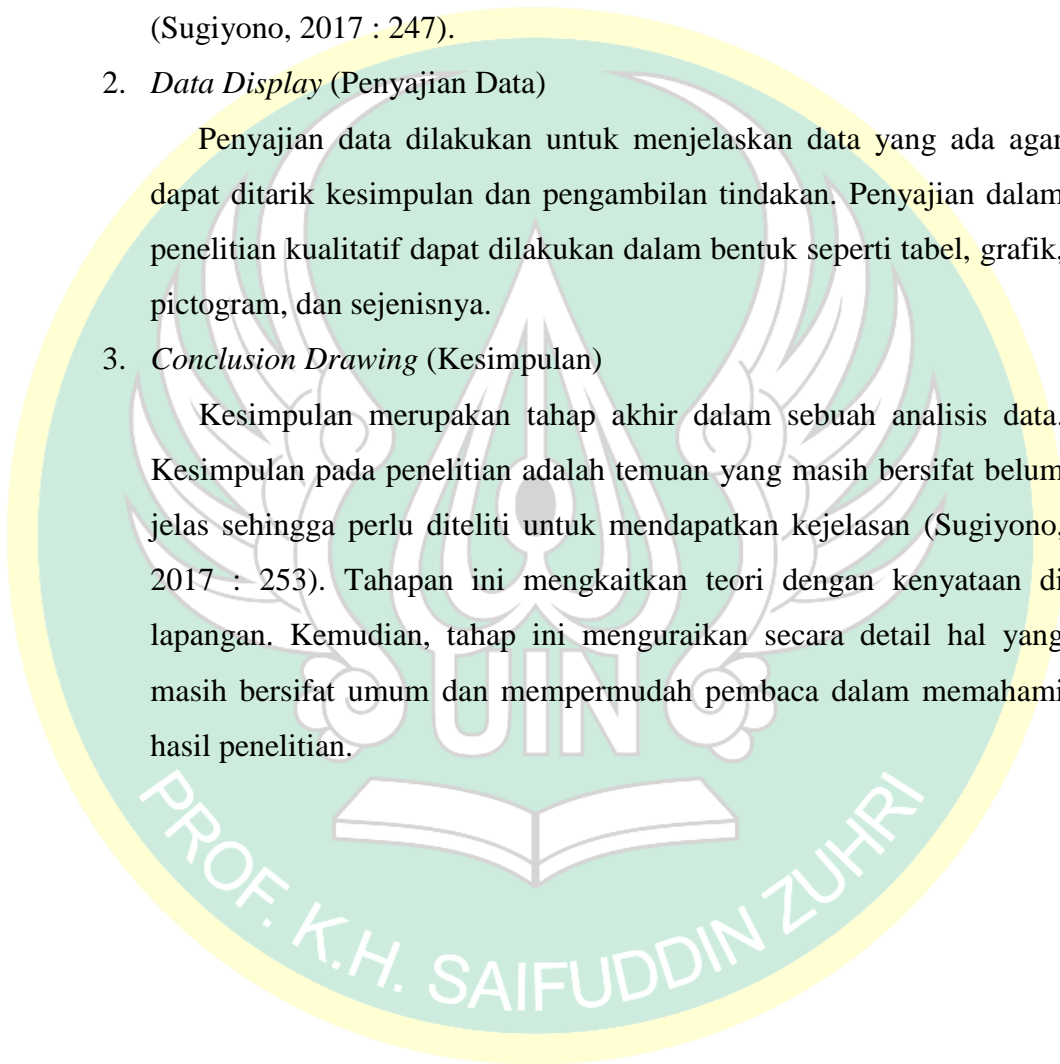 (Sugiyono, 2017 : 247).
2. Data Display (Penyajian Data)
Penyajian data dilakukan untuk menjelaskan data yang ada agar
dapat ditarik kesimpulan dan pengambilan tindakan. Penyajian dalam
penelitian kualitatif dapat dilakukan dalam bentuk seperti tabel, grafik,
pictogram, dan sejenisnya.
3. Conclusion Drawing (Kesimpulan)
Kesimpulan merupakan tahap akhir dalam sebuah analisis data.
Kesimpulan pada penelitian adalah temuan yang masih bersifat belum
jelas sehingga perlu diteliti untuk mendapatkan kejelasan (Sugiyono,
2017 : 253). Tahapan ini mengkaitkan teori dengan kenyataan di
lapangan. Kemudian, tahap ini menguraikan secara detail hal yang
masih bersifat umum dan mempermudah pembaca dalam memahami
hasil penelitian.
UIN
PROF. K.H. SAIFUDDIN ZUHRI